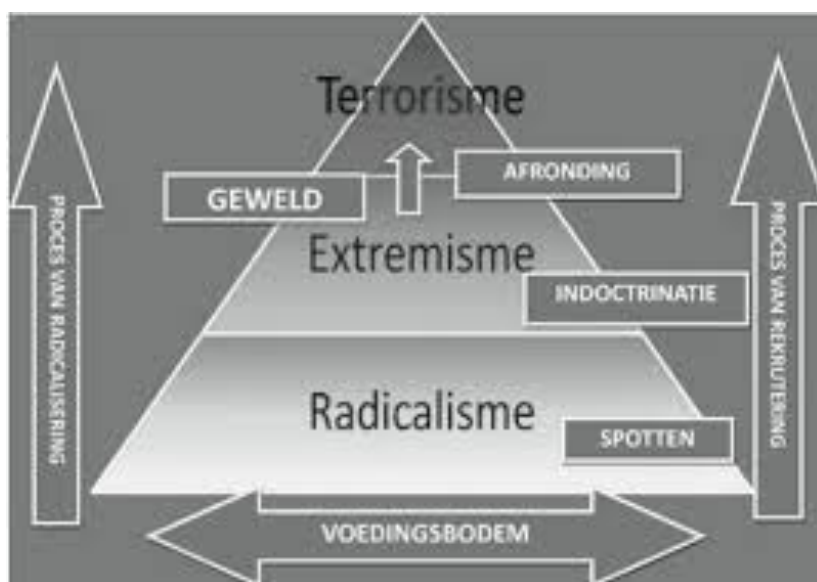 Terrorisme
AFRONDING
GEWELD
Extremisme
INDOCTRINATIE
Radicalisme
SPOTTEN
VOEDINGSBODEM
PROCES VAN RADICALISERING
PROCES VAN REKRUTERING